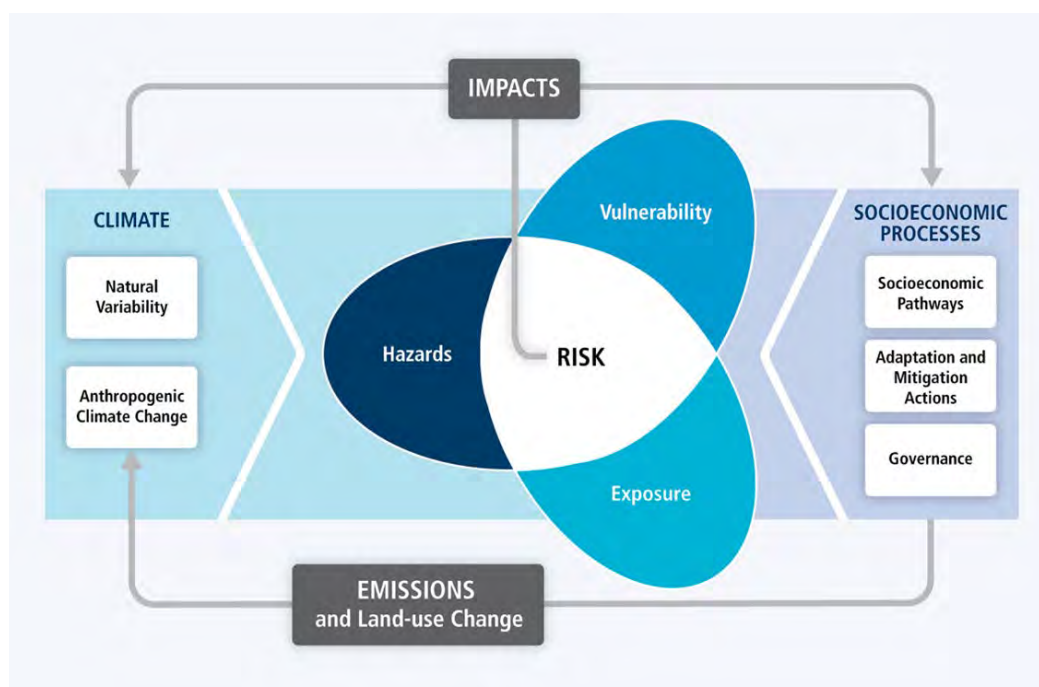 IMPACTS
CLIMATE
Natural
Variability
Anthropogenic
Climate Change
Vulnerability
Hazards
RISK
Exposure
SOCIOECONOMIC
PROCESSES
Socioeconomic
Pathways
Adaptation and
Mitigation
Actions
Governance
EMISSIONS
and Land-use Change